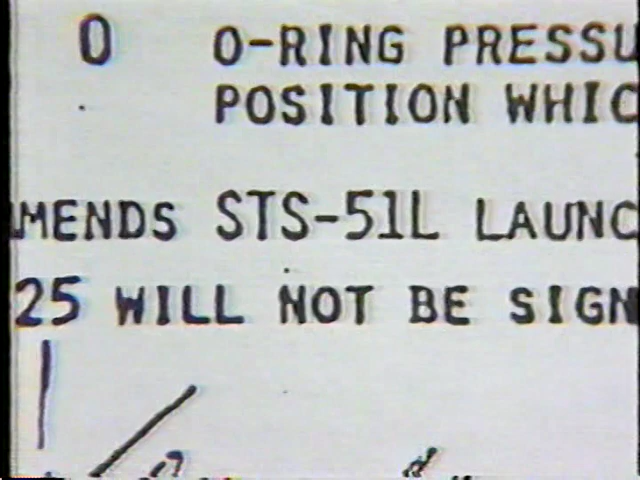 O O-RING PRESSU
POSITION WHIC
MENDS STS-51L LAUNC
25 WILL NOT BE SIGN